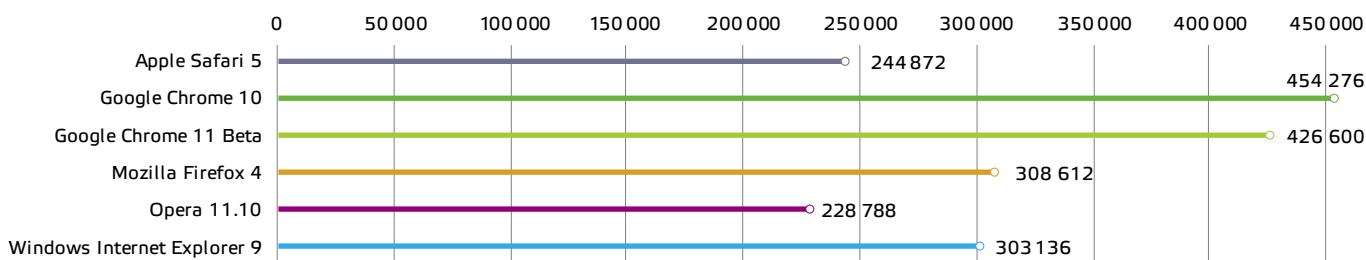 0 50 000 100 000 150 000 200 000 250 000 300 000 350 000 400 000 450 000
Apple Safari 5 244 872
Google Chrome 10 454 276
Google Chrome 11 Beta 426 600
Mozilla Firefox 4 308 612
Opera 11.10 228 788
Windows Internet Explorer 9 303 136